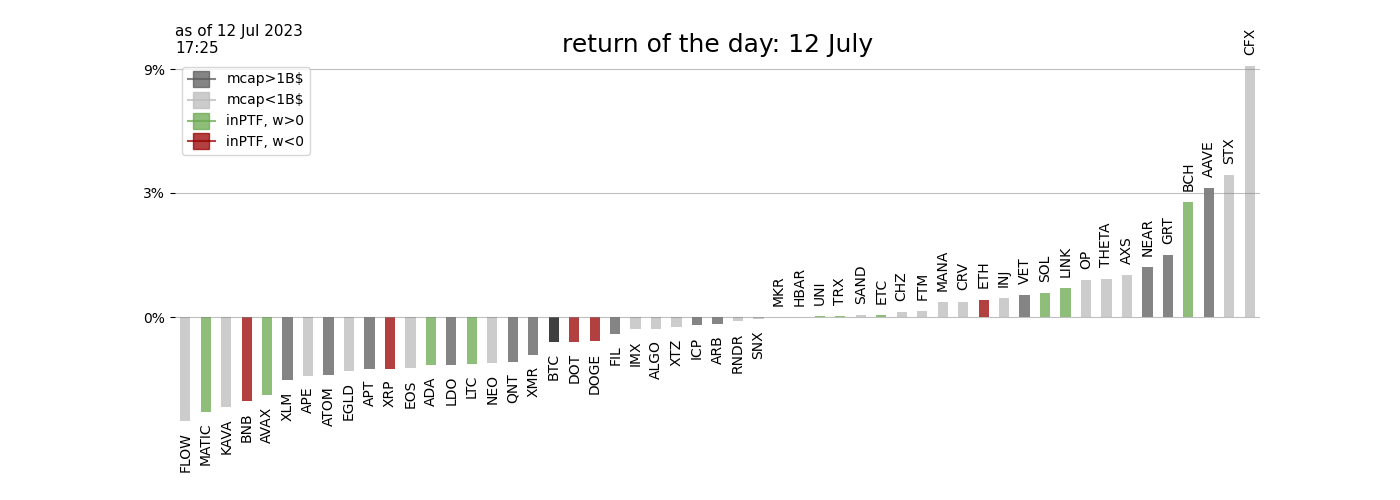 as of 12 Jul 2023
17:25
return of the day: 12 July
9%
3%
0%
mcap>1B$
mcap<1B$
inPTF, w>0
inPTF, w<0
FLOW
MATIC
KAVA
BNB
AVAX
XLM
APE
ATOM
EGLD
APT
XRP
EOS
ADA
LDO
LTC
NEO
QNT
XMR
BTC
DOT
DOGE
FIL
IMX
ALGO
XTZ
ICP
ARB
RNDR
SNX
MKR
HBAR
UNI
TRX
SAND
ETC
CHZ
FTM
MANA
CRV
ETH
INJ
VET
SOL
LINK
OP
THETA
AXS
NEAR
GRT
BCH
AAVE
STX
CFX